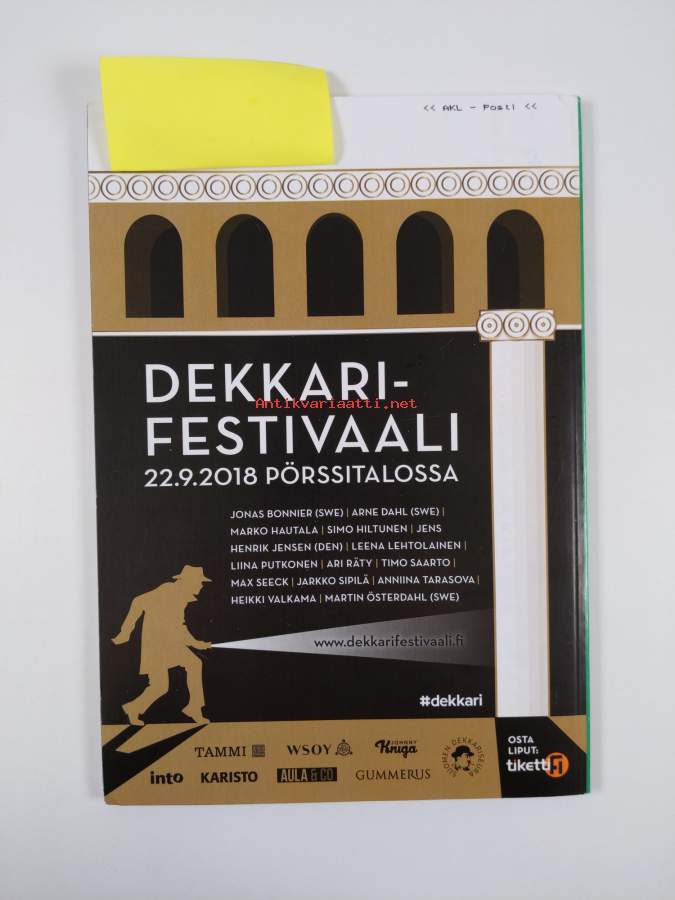 << AKL - Posti <<
DEKKARI-
Antikvariaatti.net
FESTIVAALI
22.9.2018 PÖRSSITALOSSA
JONAS BONNIER (SWE) | ARNE DAHL (SWE) |
MARKO HAUTALA | SIMO HILTUNEN | JENS
HENRIK JENSEN (DEN) | LEENA LEHTOLAINEN |
LIINA PUTKONEN | ARI RÄTY | TIMO SAARTO |
MAX SEECK | JARKKO SIPILÄ | ANNIINA TARASOVA |
HEIKKI VALKAMA | MARTIN ÖSTERDAHL (SWE)
www.dekkarifestivaali.fi
#dekkari
TAMMI WSOY JOHNNY Kniga SUOMEN DEKKARISEURA
into KARISTO AULA & CO GUMMERUS
OSTA
LIPUT:
tiketti.fi